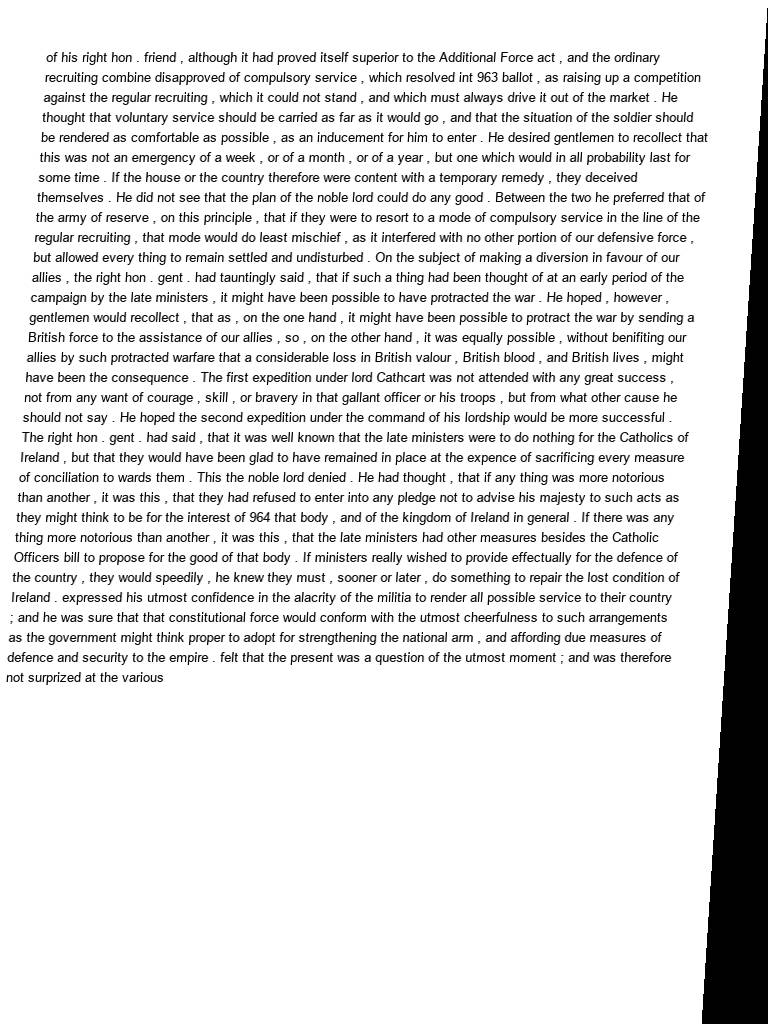 of his right hon . friend , although it had proved itself superior to the Additional Force act , and the ordinary
recruiting combine disapproved of compulsory service , which resolved int 963 ballot , as raising up a competition
against the regular recruiting , which it could not stand , and which must always drive it out of the market . He
thought that voluntary service should be carried as far as it would go , and that the situation of the soldier should
be rendered as comfortable as possible , as an inducement for him to enter . He desired gentlemen to recollect that
this was not an emergency of a week , or of a month , or of a year , but one which would in all probability last for
some time . If the house or the country therefore were content with a temporary remedy , they deceived
themselves . He did not see that the plan of the noble lord could do any good . Between the two he preferred that of
the army of reserve , on this principle , that if they were to resort to a mode of compulsory service in the line of the
regular recruiting , that mode would do least mischief , as it interfered with no other portion of our defensive force ,
but allowed every thing to remain settled and undisturbed . On the subject of making a diversion in favour of our
allies , the right hon . gent . had tauntingly said , that if such a thing had been thought of at an early period of the
campaign by the late ministers , it might have been possible to have protracted the war . He hoped , however ,
gentlemen would recollect , that as , on the one hand , it might have been possible to protract the war by sending a
British force to the assistance of our allies , so , on the other hand , it was equally possible , without benifiting our
allies by such protracted warfare that a considerable loss in British valour , British blood , and British lives , might
have been the consequence . The first expedition under lord Cathcart was not attended with any great success ,
not from any want of courage , skill , or bravery in that gallant officer or his troops , but from what other cause he
should not say . He hoped the second expedition under the command of his lordship would be more successful .
The right hon . gent . had said , that it was well known that the late ministers were to do nothing for the Catholics of
Ireland , but that they would have been glad to have remained in place at the expence of sacrificing every measure
of conciliation to wards them . This the noble lord denied . He had thought , that if any thing was more notorious
than another , it was this , that they had refused to enter into any pledge not to advise his majesty to such acts as
they might think to be for the interest of 964 that body , and of the kingdom of Ireland in general . If there was any
thing more notorious than another , it was this , that the late ministers had other measures besides the Catholic
Officers bill to propose for the good of that body . If ministers really wished to provide effectually for the defence of
the country , they would speedily , he knew they must , sooner or later , do something to repair the lost condition of
Ireland . expressed his utmost confidence in the alacrity of the militia to render all possible service to their country
; and he was sure that that constitutional force would conform with the utmost cheerfulness to such arrangements
as the government might think proper to adopt for strengthening the national arm , and affording due measures of
defence and security to the empire . felt that the present was a question of the utmost moment ; and was therefore
not surprized at the various